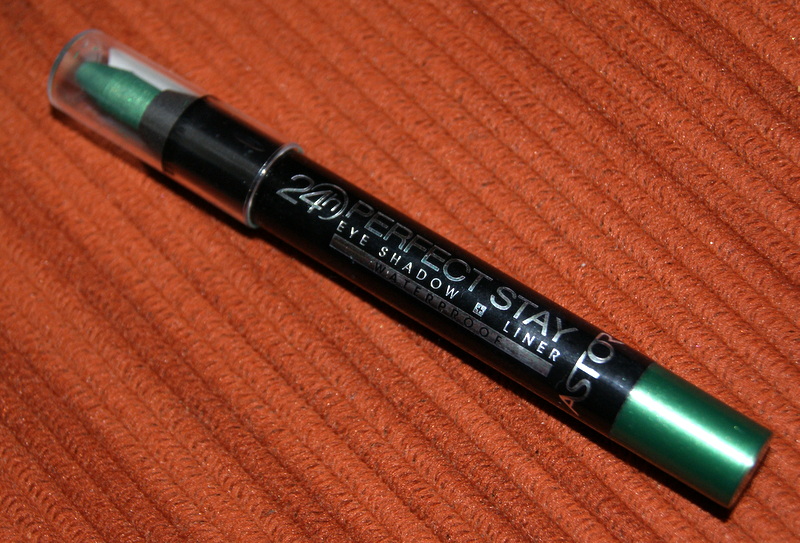 24h PERFECT STAY
EYE SHADOW + LINER
WATERPROOF
ASTOR